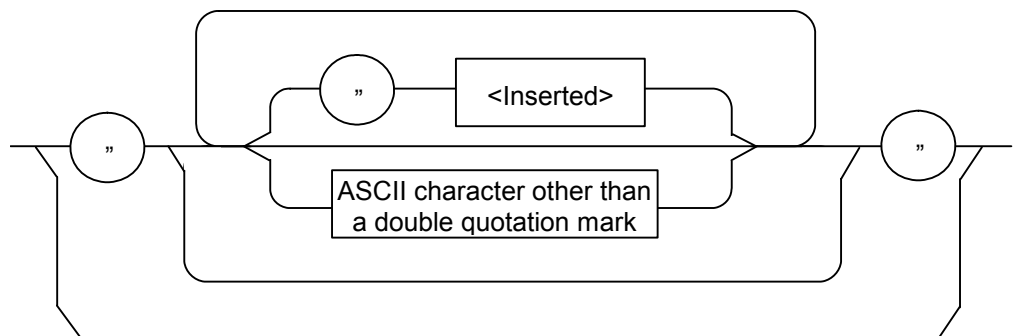 ” <Inserted>
” ”
ASCII character other than
a double quotation mark